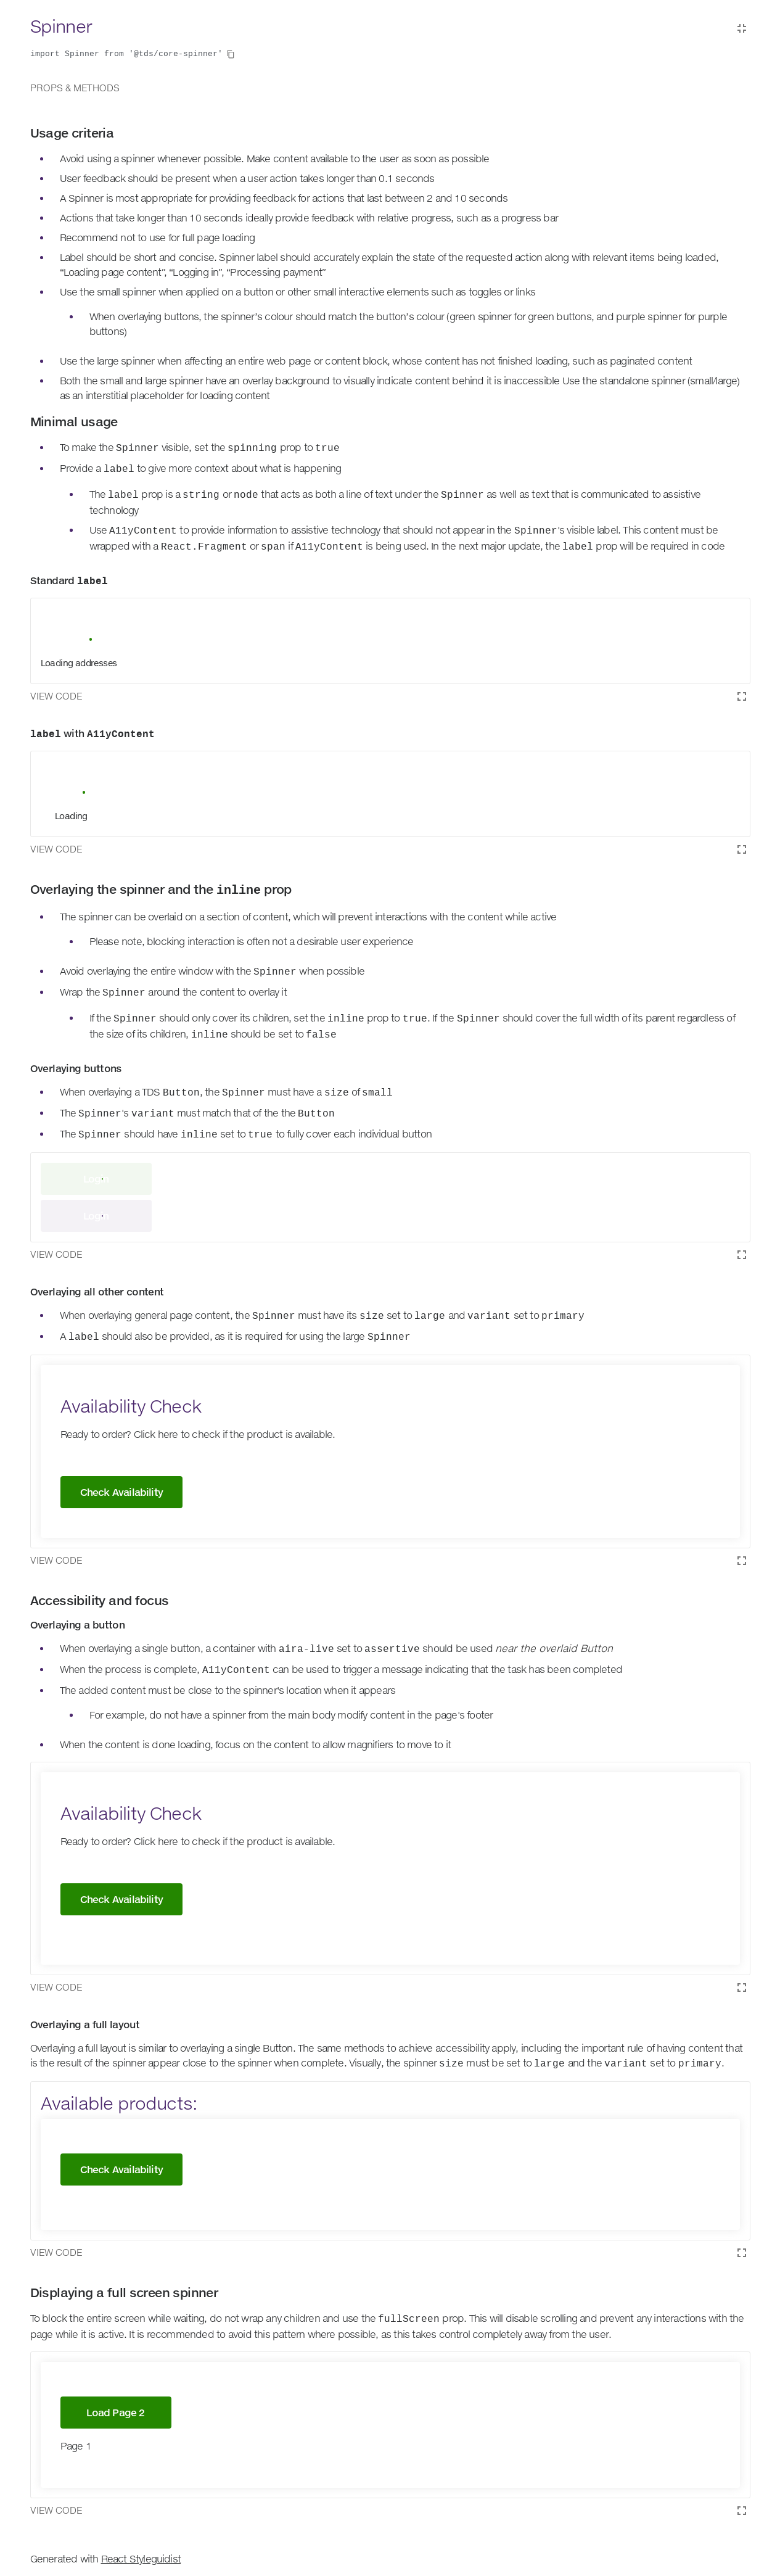 Spinner
import Spinner from '@tds/core-spinner'
PROPS & METHODS
Usage criteria
Avoid using a spinner whenever possible. Make content available to the user as soon as possible
User feedback should be present when a user action takes longer than 0.1 seconds
A Spinner is most appropriate for providing feedback for actions that last between 2 and 10 seconds
Actions that take longer than 10 seconds ideally provide feedback with relative progress, such as a progress bar
Recommend not to use for full page loading
Label should be short and concise. Spinner label should accurately explain the state of the requested action along with relevant items being loaded,
“Loading page content”, “Logging in”, “Processing payment”
Use the small spinner when applied on a button or other small interactive elements such as toggles or links
When overlaying buttons, the spinner's colour should match the button's colour (green spinner for green buttons, and purple spinner for purple
buttons)
Use the large spinner when affecting an entire web page or content block, whose content has not finished loading, such as paginated content
Both the small and large spinner have an overlay background to visually indicate content behind it is inaccessible Use the standalone spinner (small/large)
as an interstitial placeholder for loading content
Minimal usage
To make the Spinner visible, set the spinning prop to true
Provide a label to give more context about what is happening
The label prop is a string or node that acts as both a line of text under the Spinner as well as text that is communicated to assistive
technology
Use A11yContent to provide information to assistive technology that should not appear in the Spinner's visible label. This content must be
wrapped with a React.Fragment or span if A11yContent is being used. In the next major update, the label prop will be required in code
Standard label
Loading addresses
VIEW CODE
label with A11yContent
Loading
VIEW CODE
Overlaying the spinner and the inline prop
The spinner can be overlaid on a section of content, which will prevent interactions with the content while active
Please note, blocking interaction is often not a desirable user experience
Avoid overlaying the entire window with the Spinner when possible
Wrap the Spinner around the content to overlay it
If the Spinner should only cover its children, set the inline prop to true. If the Spinner should cover the full width of its parent regardless of
the size of its children, inline should be set to false
Overlaying buttons
When overlaying a TDS Button, the Spinner must have a size of small
The Spinner's variant must match that of the the Button
The Spinner should have inline set to true to fully cover each individual button
VIEW CODE
Overlaying all other content
When overlaying general page content, the Spinner must have its size set to large and variant set to primary
A label should also be provided, as it is required for using the large Spinner
Availability Check
Ready to order? Click here to check if the product is available.
Check Availability
VIEW CODE
Accessibility and focus
Overlaying a button
When overlaying a single button, a container with aira-live set to assertive should be used near the overlaid Button
When the process is complete, A11yContent can be used to trigger a message indicating that the task has been completed
The added content must be close to the spinner's location when it appears
For example, do not have a spinner from the main body modify content in the page's footer
When the content is done loading, focus on the content to allow magnifiers to move to it
Availability Check
Ready to order? Click here to check if the product is available.
Check Availability
VIEW CODE
Overlaying a full layout
Overlaying a full layout is similar to overlaying a single Button. The same methods to achieve accessibility apply, including the important rule of having content that
is the result of the spinner appear close to the spinner when complete. Visually, the spinner size must be set to large and the variant set to primary.
Available products:
Check Availability
VIEW CODE
Displaying a full screen spinner
To block the entire screen while waiting, do not wrap any children and use the fullScreen prop. This will disable scrolling and prevent any interactions with the
page while it is active. It is recommended to avoid this pattern where possible, as this takes control completely away from the user.
Load Page 2
Page 1
VIEW CODE
Generated with React Styleguidist